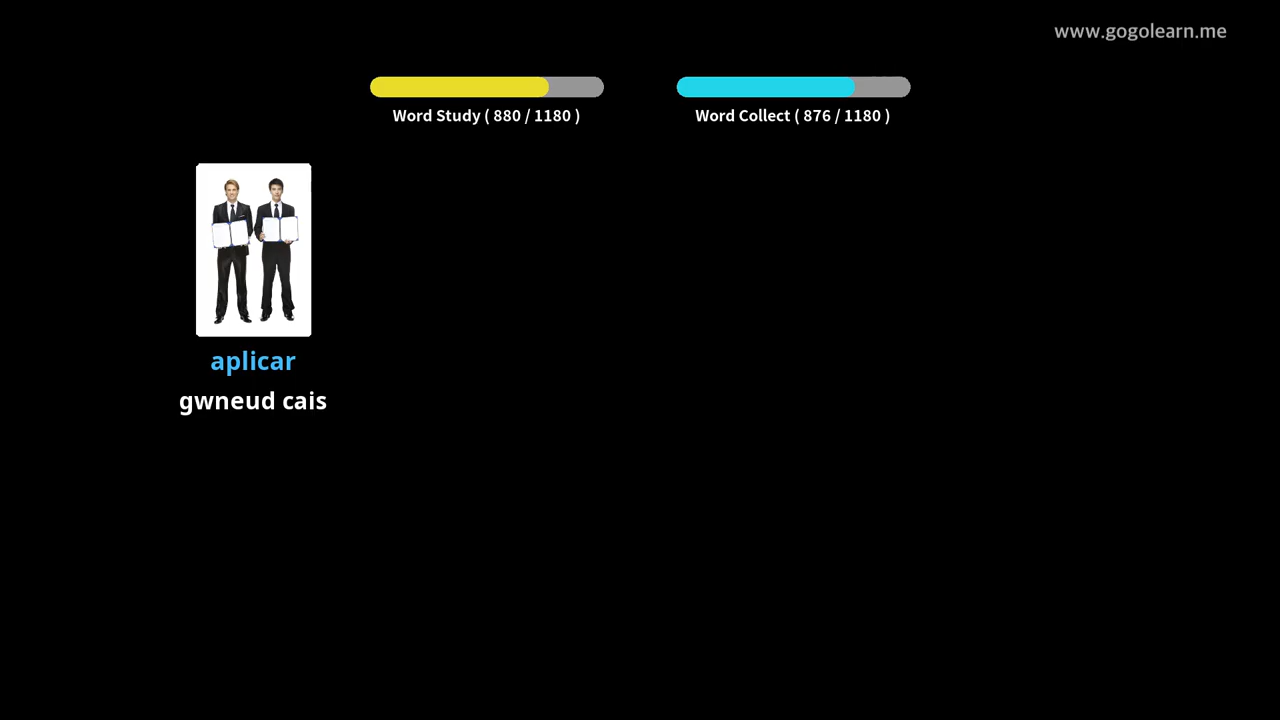 www.gogolearn.me
Word Study ( 880 / 1180 )
Word Collect ( 876 / 1180 )
aplicar
gwneud cais